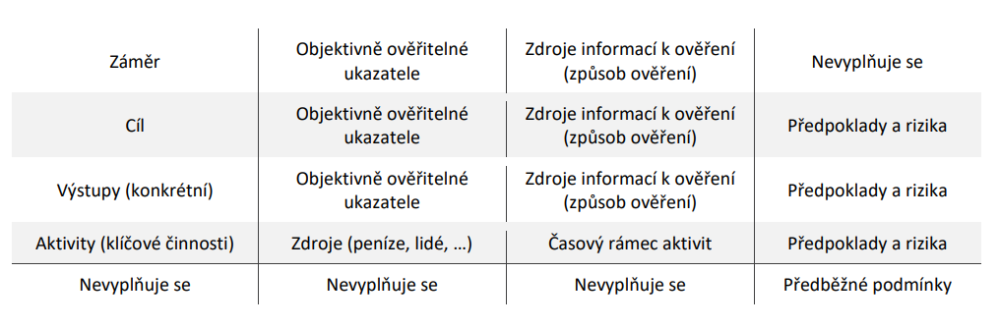 Záměr
Objektivně ověřitelné
ukazatele
Zdroje informací k ověření
(způsob ověření)
Nevyplňuje se
Cíl
Objektivně ověřitelné
ukazatele
Zdroje informací k ověření
(způsob ověření)
Předpoklady a rizika
Výstupy (konkrétní)
Objektivně ověřitelné
ukazatele
Zdroje informací k ověření
(způsob ověření)
Předpoklady a rizika
Aktivity (klíčové činnosti)
Zdroje (peníze, lidé, …)
Časový rámec aktivit
Předpoklady a rizika
Nevyplňuje se
Nevyplňuje se
Nevyplňuje se
Předběžné podmínky